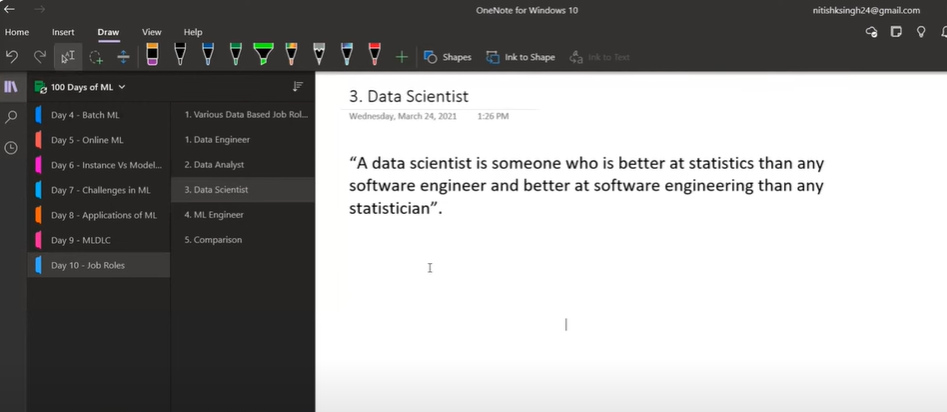 OneNote for Windows 10
nitishksingh24@gmail.com
Home Insert Draw View Help
Shapes Ink to Shape Ink to Text
100 Days of ML
Day 4 - Batch ML
Day 5 - Online ML
Day 6 - Instance Vs Model...
Day 7 - Challenges in ML
Day 8 - Applications of ML
Day 9 - MLDLC
Day 10 - Job Roles
1. Various Data Based Job Rol...
1. Data Engineer
2. Data Analyst
3. Data Scientist
4. ML Engineer
5. Comparison
3. Data Scientist
Wednesday, March 24, 2021 1:26 PM
“A data scientist is someone who is better at statistics than any
software engineer and better at software engineering than any
statistician”.